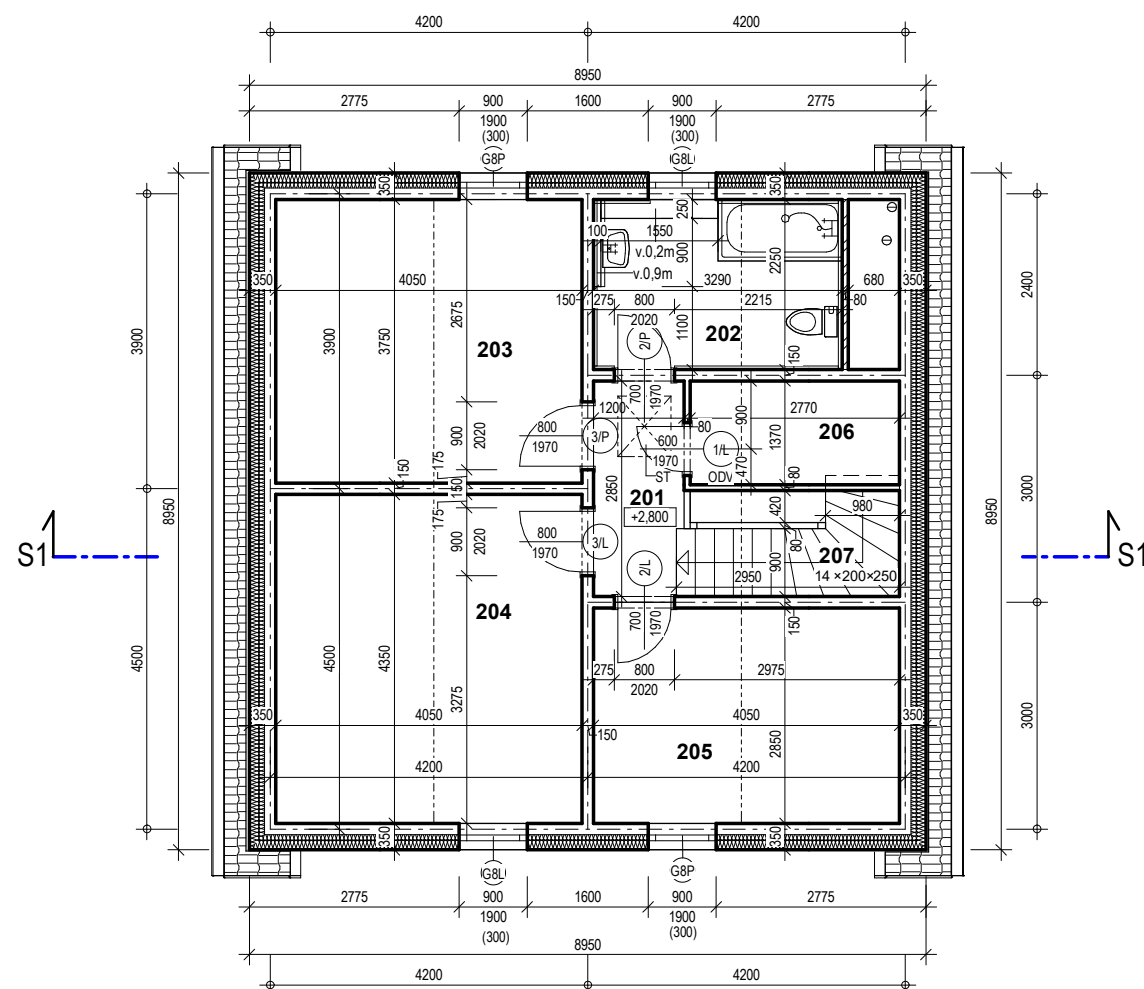 4200 4200
8950
2775 900 1600 900 2775
1900 1900
(300) (300)
G8P G8L
350 350
250
100 1550
v.0,2m
v.0,9m
900 2250
350 4050 3290 680 350
150 275 800 2215 80
2020
2675
3900 3900 3750 2400
203 202
1100
2/P
150
700 1970
1200 2770
80
900
206
800 3/P 600 1/L
1970 1970
900 2020
1370
470
ST ODV
150 175 80
8950 3000 8950
2850 201
+2,800
420 980
150
175
S1 S1
900 2020
800 3/L
1970
2/L
80
900
207
14 ×200×250
2950
204
700 1970
150
275 800 2975
2020
4500 4500 4350 3000
3275
350 4050 4050 350
150
205
2850
4200 4200
350 350
G8L G8P
2775 900 1600 900 2775
1900 1900
(300) (300)
8950
4200 4200